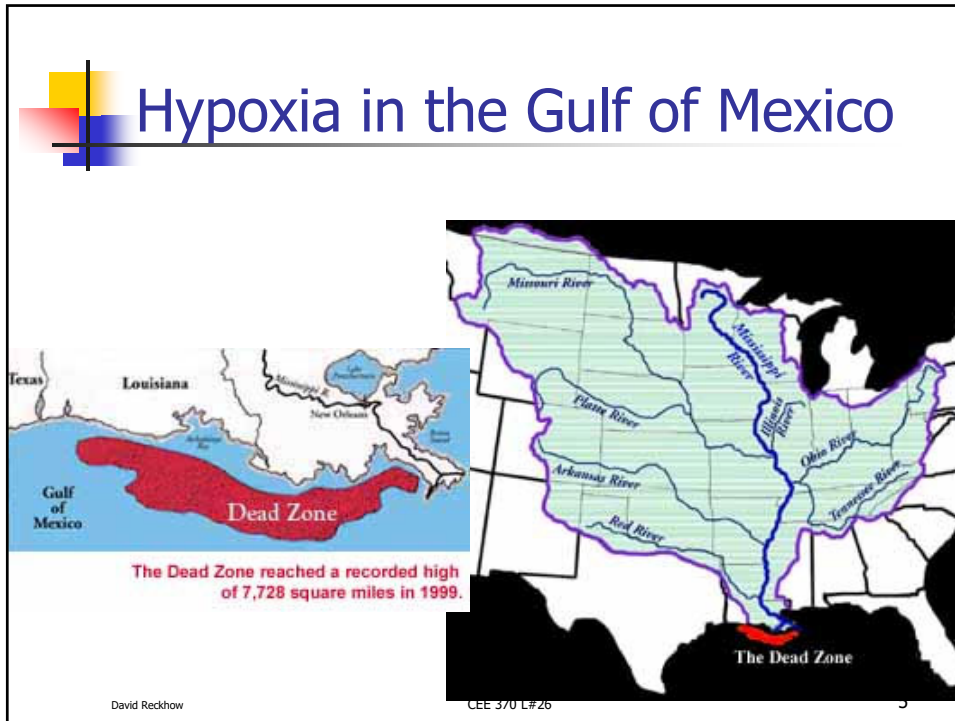 Hypoxia in the Gulf of Mexico
Texas
Louisiana
Mississippi R.
New Orleans
Gulf
of
Mexico
Dead Zone
The Dead Zone reached a recorded high
of 7,728 square miles in 1999.
Missouri River
Mississippi
River
Platte River
Illinois
River
Ohio River
Arkansas River
Tennessee River
Red River
The Dead Zone
David Reckhow
CEE 370 L#26